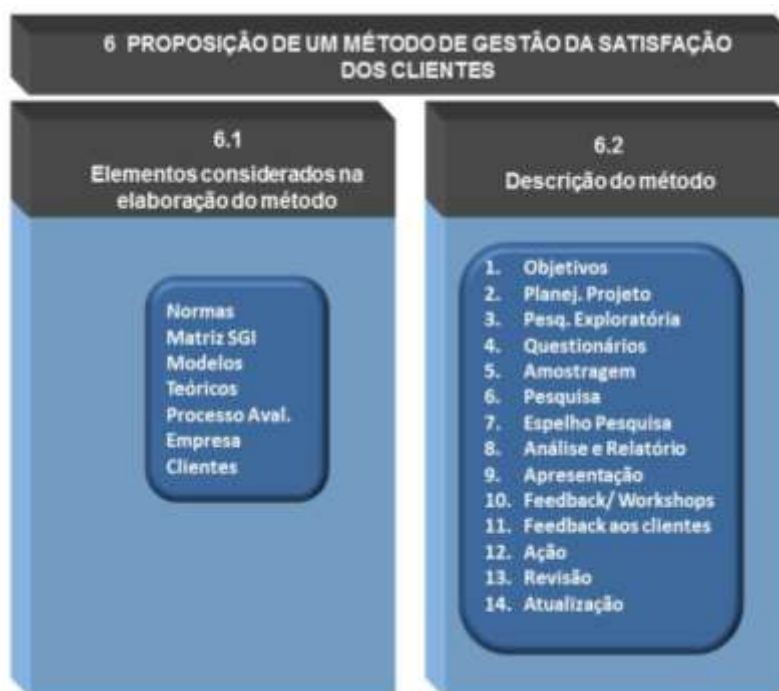 6 PROPOSIÇÃO DE UM MÉTODO DE GESTÃO DA SATISFAÇÃO
DOS CLIENTES
6.1
Elementos considerados na
elaboração do método
Normas
Matriz SGI
Modelos
Teóricos
Processo Aval.
Empresa
Clientes
6.2
Descrição do método
1. Objetivos
2. Planej. Projeto
3. Pesq. Exploratória
4. Questionários
5. Amostragem
6. Pesquisa
7. Espelho Pesquisa
8. Análise e Relatório
9. Apresentação
10. Feedback/ Workshops
11. Feedback aos clientes
12. Ação
13. Revisão
14. Atualização